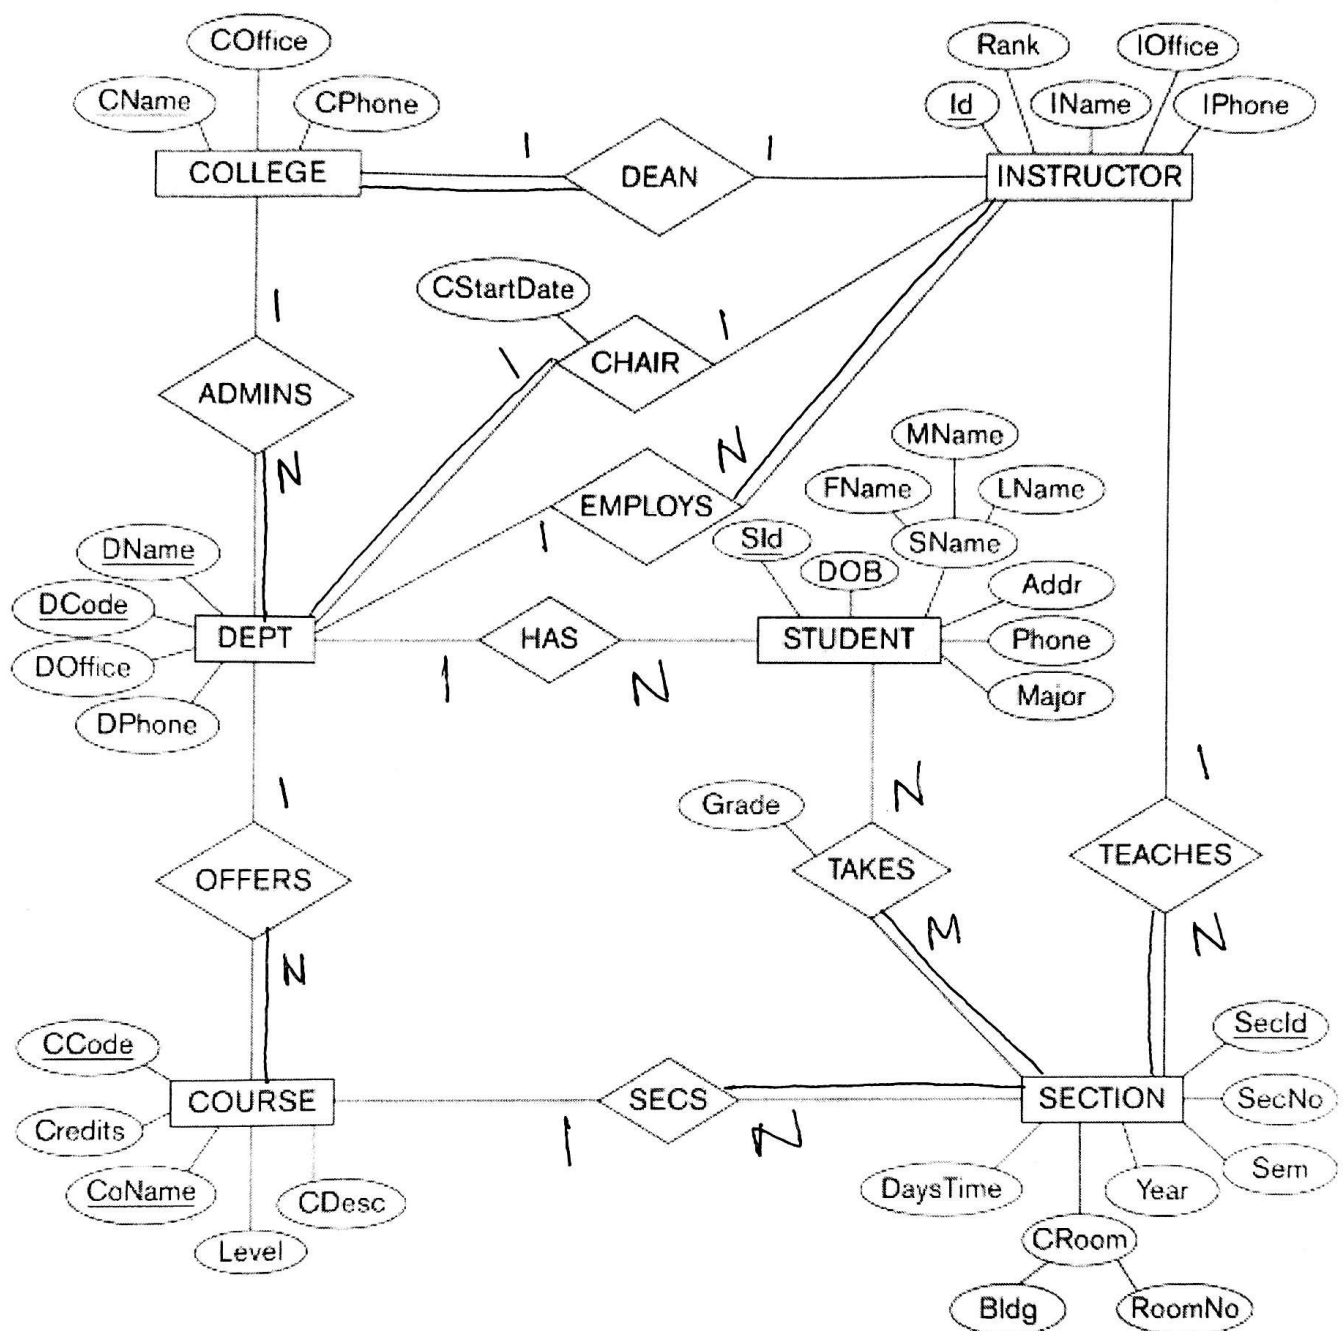 COffice
Rank
IOffice
CName
CPhone
Id
IName
IPhone
COLLEGE
1
DEAN
1
INSTRUCTOR
CStartDate
1
1
1
CHAIR
ADMINS
N
N
MName
FName
LName
EMPLOYS
1
SId
SName
DName
DOB
Addr
DCode
DEPT
HAS
STUDENT
Phone
DOffice
1
N
Major
DPhone
1
N
1
Grade
OFFERS
TAKES
TEACHES
N
M
N
CCode
SecId
COURSE
SECS
SECTION
SecNo
Credits
1
N
CoName
CDesc
DaysTime
Year
Sem
Level
CRoom
Bldg
RoomNo